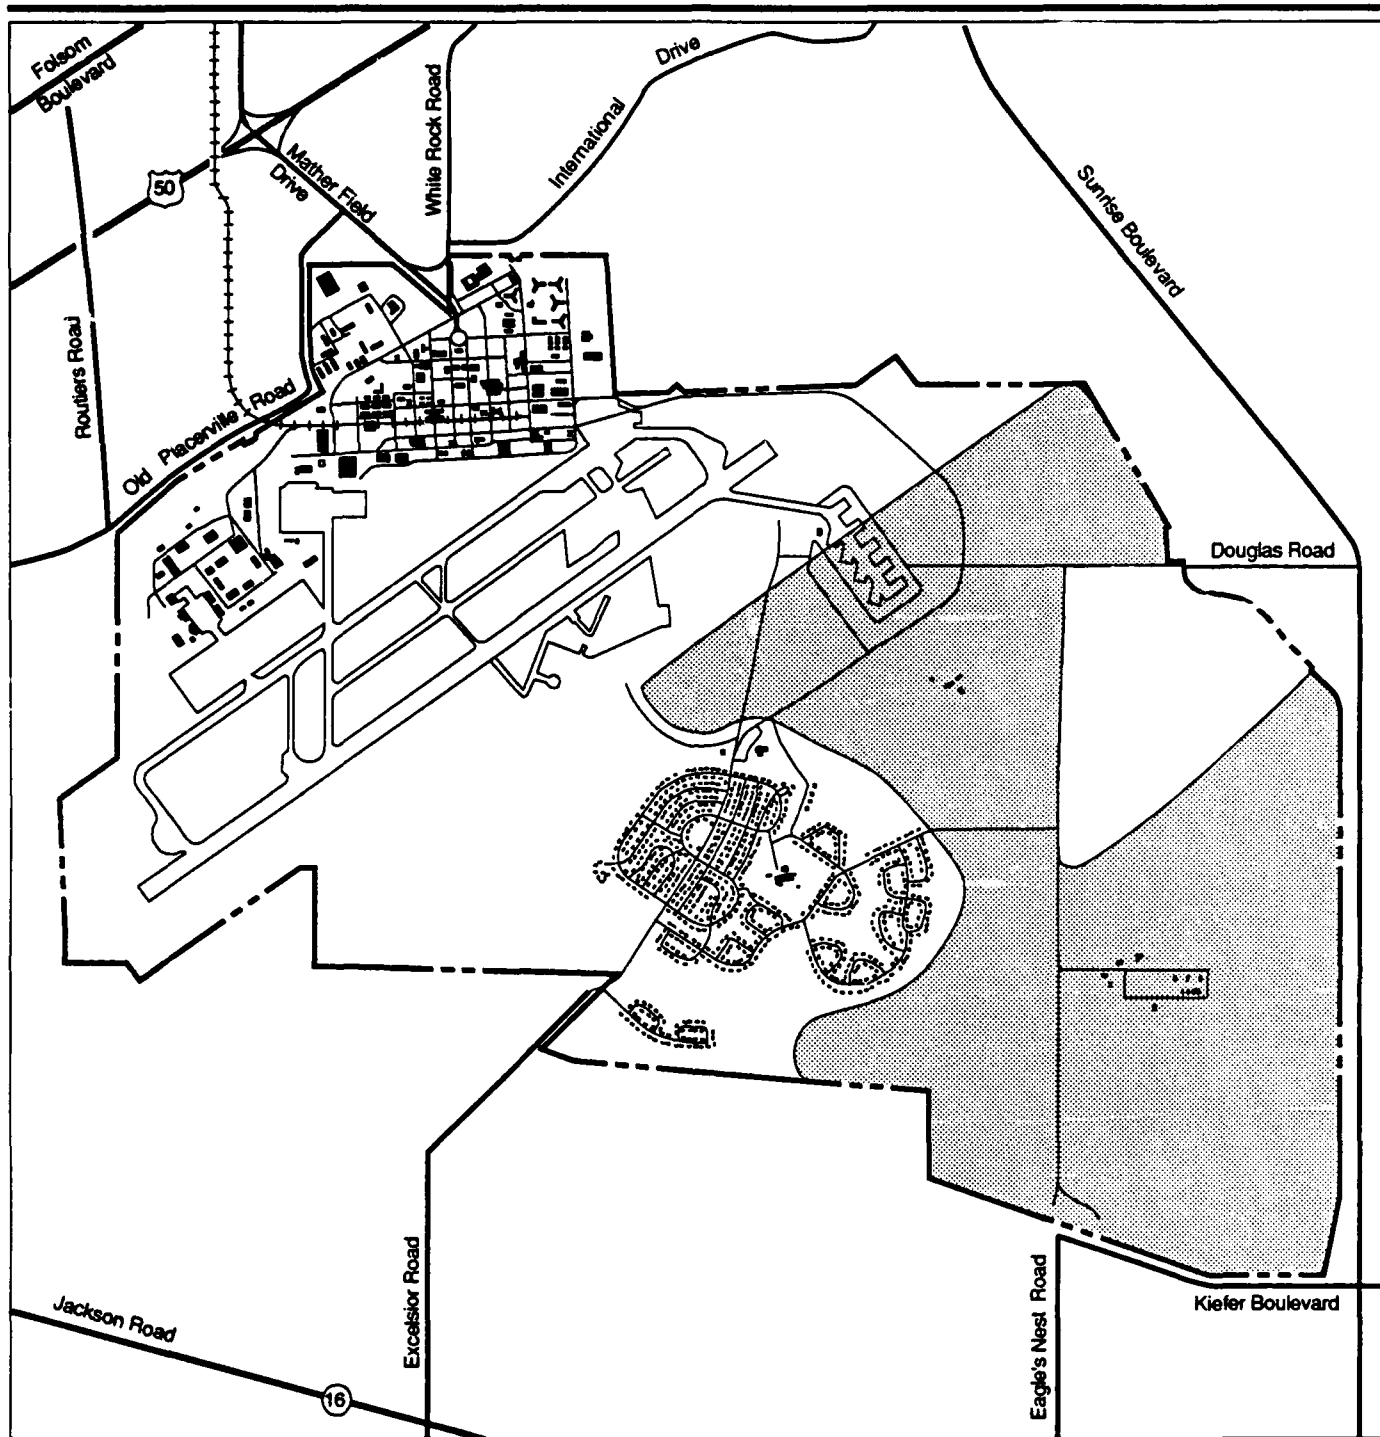 Folsom
Boulevard
50
Routiers Road
Mather Field
Drive
White Rock Road
International
Drive
Sunrise Boulevard
Old Placerville Road
Douglas Road
Excelsior Road
Jackson Road
16
Eagle's Nest Road
Kiefer Boulevard